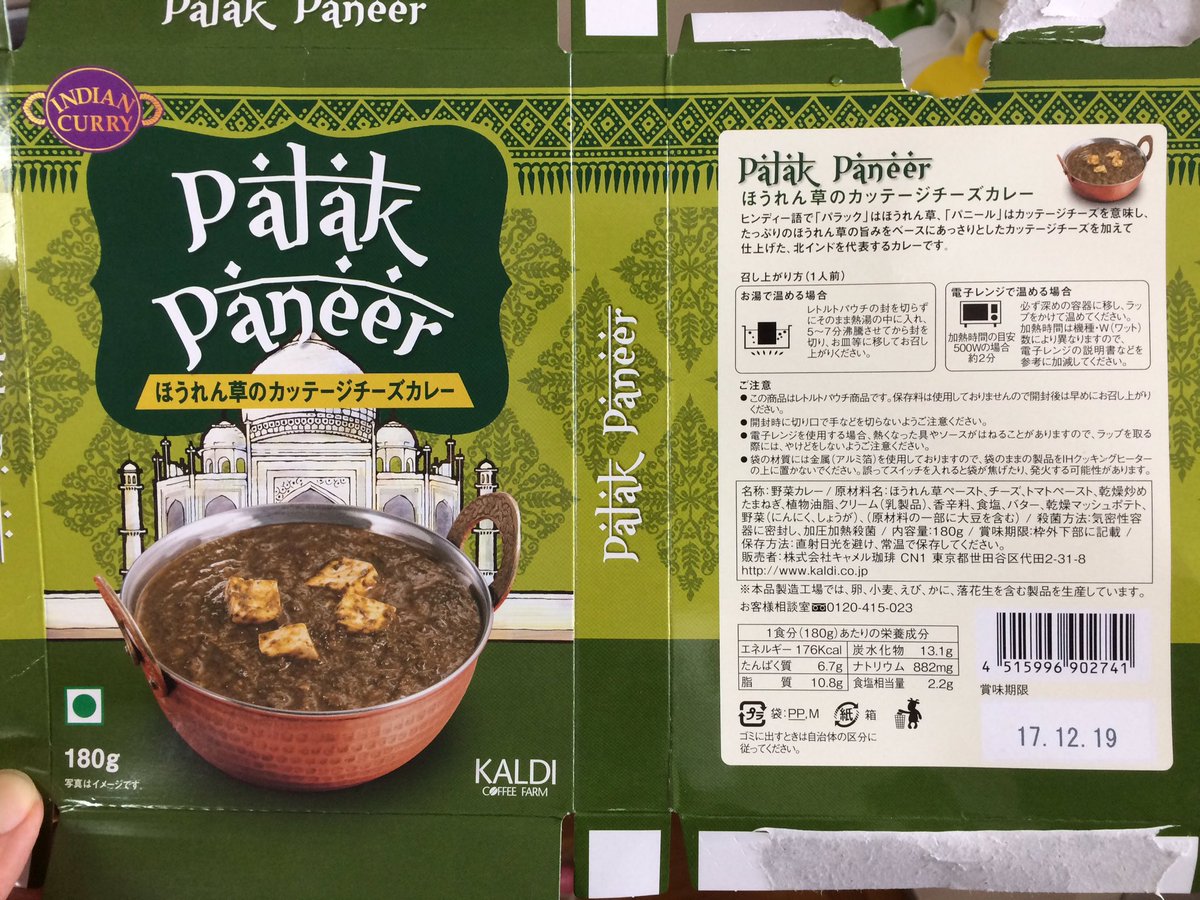 Palak Paneer
INDIAN
CURRY
Palak
Paneer
ほうれん草のカッテージチーズカレー
180g
写真はイメージです。
KALDI
COFFEE FARM
Palak Paneer
Palak Paneer
ほうれん草のカッテージチーズカレー
ヒンディー語で「パラック」はほうれん草、「パニール」はカッテージチーズを意味し、
たっぷりのほうれん草の旨みをベースにあっさりとしたカッテージチーズを加えて
仕上げた、北インドを代表するカレーです。
召し上がり方(1人前)
お湯で温める場合
レトルトパウチの封を切らず
にそのまま熱湯の中に入れ、
5〜7分沸騰させてから封を
切り、お皿等に移してお召し
上がりください。
電子レンジで温める場合
加熱時間の目安
500Wの場合
約2分
必ず深めの容器に移し、ラッ
プをかけて温めてください。
加熱時間は機種・W(ワット)
数により異なりますので、
電子レンジの説明書などを
参考に加減してください。
ご注意
●この商品はレトルトパウチ商品です。保存料は使用しておりませんので開封後は早めにお召し上がり
ください。
●開封時に切り口で手などを切らないようご注意ください。
●電子レンジを使用する場合、熱くなった具やソースがはねることがありますので、ラップを取る
際には、やけどをしないようご注意ください。
●袋の材質には金属(アルミ箔)を使用しておりますので、袋のままの製品をIHクッキングヒーター
の上に置かないでください。誤ってスイッチを入れると袋が焦げたり、発火する可能性があります。
名称:野菜カレー / 原材料名:ほうれん草ペースト、チーズ、トマトペースト、乾燥炒め
たまねぎ、植物油脂、クリーム(乳製品)、香辛料、食塩、バター、乾燥マッシュポテト、
野菜(にんにく、しょうが)、(原材料の一部に大豆を含む) / 殺菌方法:気密性容
器に密封し、加圧加熱殺菌 / 内容量:180g / 賞味期限:枠外下部に記載 /
保存方法:直射日光を避け、常温で保存してください。
販売者:株式会社キャメル珈琲 CN1 東京都世田谷区代田2-31-8
http://www.kaldi.co.jp
※本品製造工場では、卵、小麦、えび、かに、落花生を含む製品を生産しています。
お客様相談室 0120-415-023
1食分(180g)あたりの栄養成分
エネルギー 176Kcal 炭水化物 13.1g
たんぱく質 6.7g ナトリウム 882mg
脂 質 10.8g 食塩相当量 2.2g
4 515996 902741
賞味期限
17.12.19
プラ 袋:PP,M 紙 箱
ゴミに出すときは自治体の区分に
従ってください。